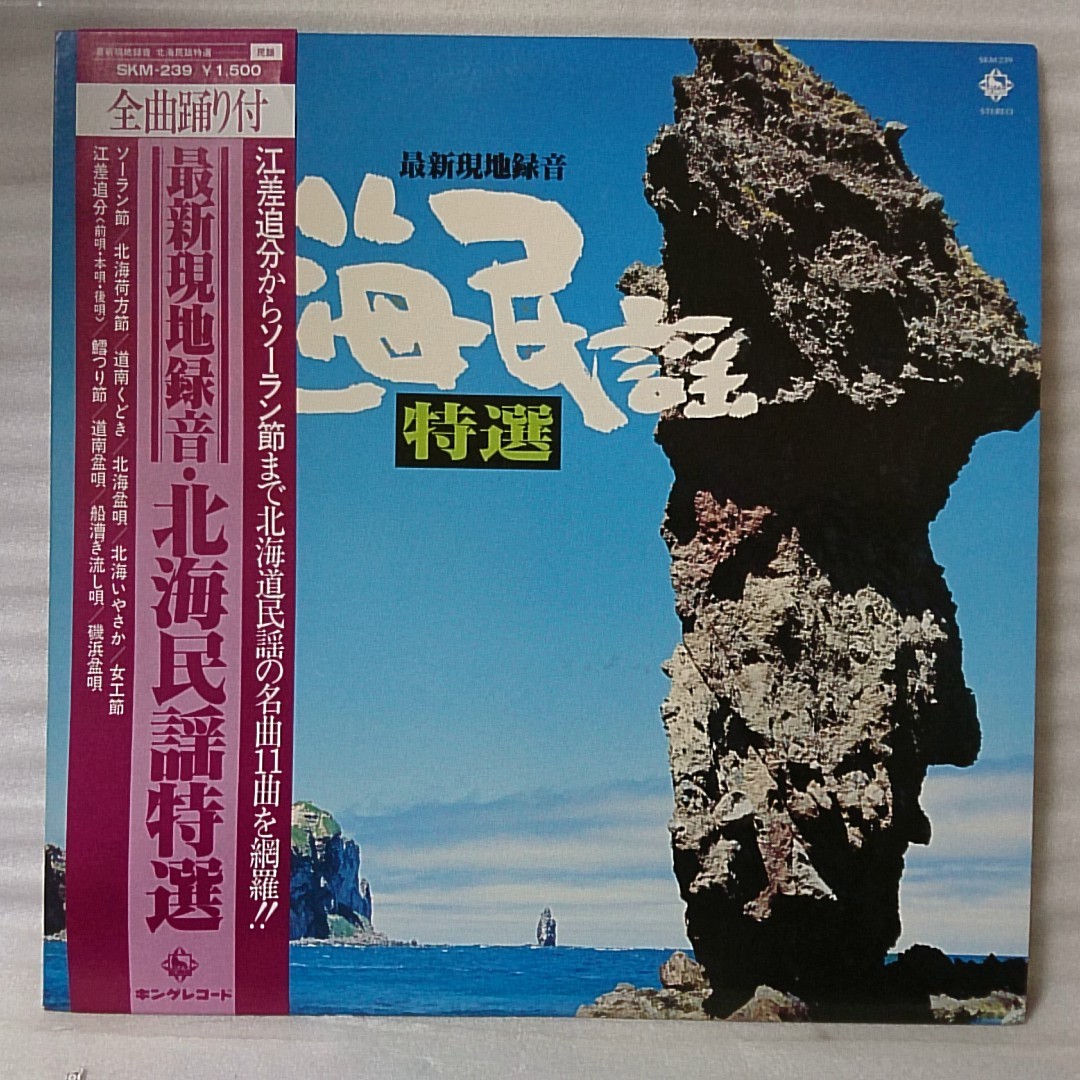 最新現地録音 北海民謡特選
民謡
SKM-239 ¥1,500
全曲踊り付
江差追分からソーラン節まで北海道民謡の名曲11曲を網羅!!
最新現地録音・北海民謡特選
ソーラン節/北海荷方節/道南くどき/北海盆唄/北海いやさか/女工節
江差追分〈前唄・本唄・後唄〉/鱈つり節/道南盆唄/船漕ぎ流し唄/磯浜盆唄
キングレコード
最新現地録音
海民謡
特選
SKM 239
STEREO